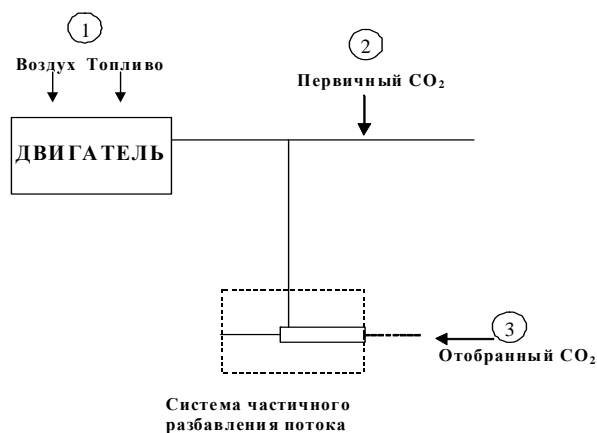 1
Воздух Топливо
2
Первичный CO₂
ДВИГАТЕЛЬ
3
Отобранный CO₂
Система частичного
разбавления потока